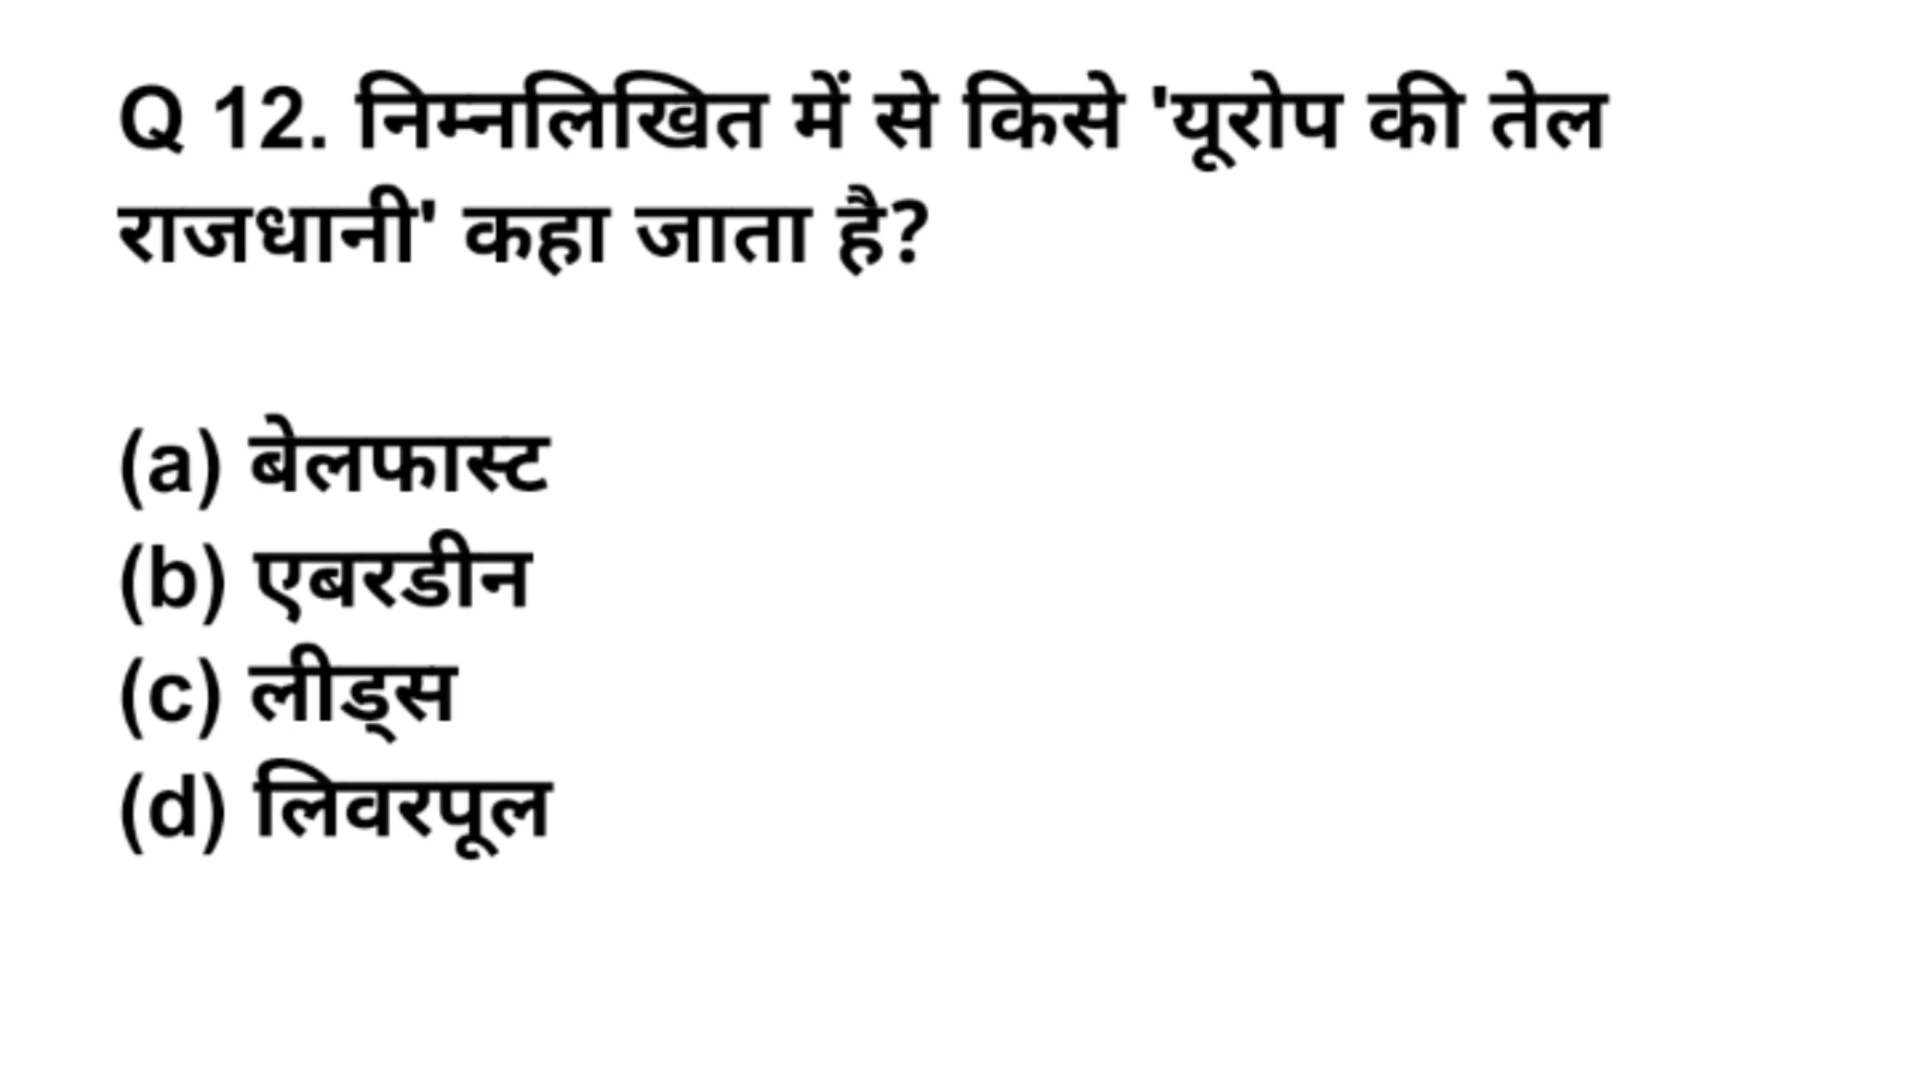 Q 12. निम्नलिखित में से किसे 'यूरोप की तेल
राजधानी' कहा जाता है?
(a) बेलफास्ट
(b) एबरडीन
(c) लीड्स
(d) लिवरपूल